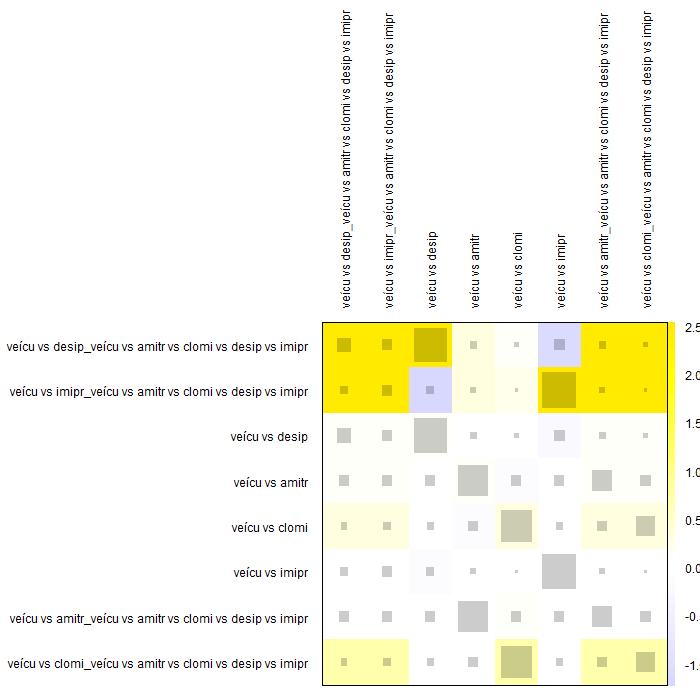 veícu vs desip_veícu vs amitr vs clomi vs desip vs imipr
veícu vs imipr_veícu vs amitr vs clomi vs desip vs imipr
veícu vs desip
veícu vs amitr
veícu vs clomi
veícu vs imipr
veícu vs amitr_veícu vs amitr vs clomi vs desip vs imipr
veícu vs clomi_veícu vs amitr vs clomi vs desip vs imipr
veícu vs desip_veícu vs amitr vs clomi vs desip vs imipr
veícu vs imipr_veícu vs amitr vs clomi vs desip vs imipr
veícu vs desip
veícu vs amitr
veícu vs clomi
veícu vs imipr
veícu vs amitr_veícu vs amitr vs clomi vs desip vs imipr
veícu vs clomi_veícu vs amitr vs clomi vs desip vs imipr
2.5
2.0
1.5
1.0
0.5
0.0
-0.
-1.